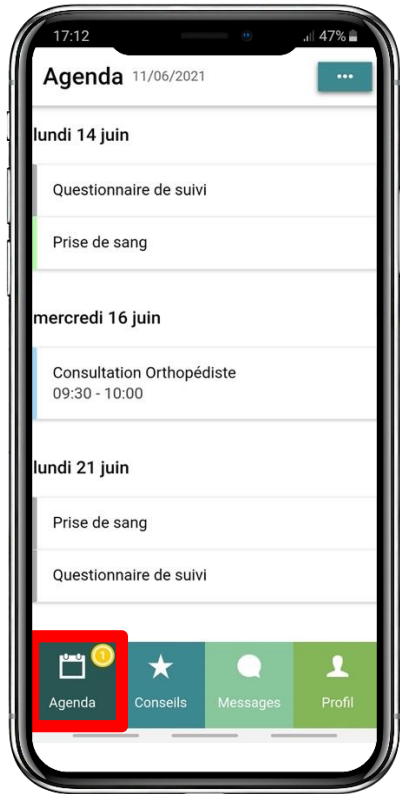 17:12
47%
Agenda 11/06/2021
...
lundi 14 juin
Questionnaire de suivi
Prise de sang
mercredi 16 juin
Consultation Orthopédiste
09:30 - 10:00
lundi 21 juin
Prise de sang
Questionnaire de suivi
1
Agenda Conseils Messages Profil